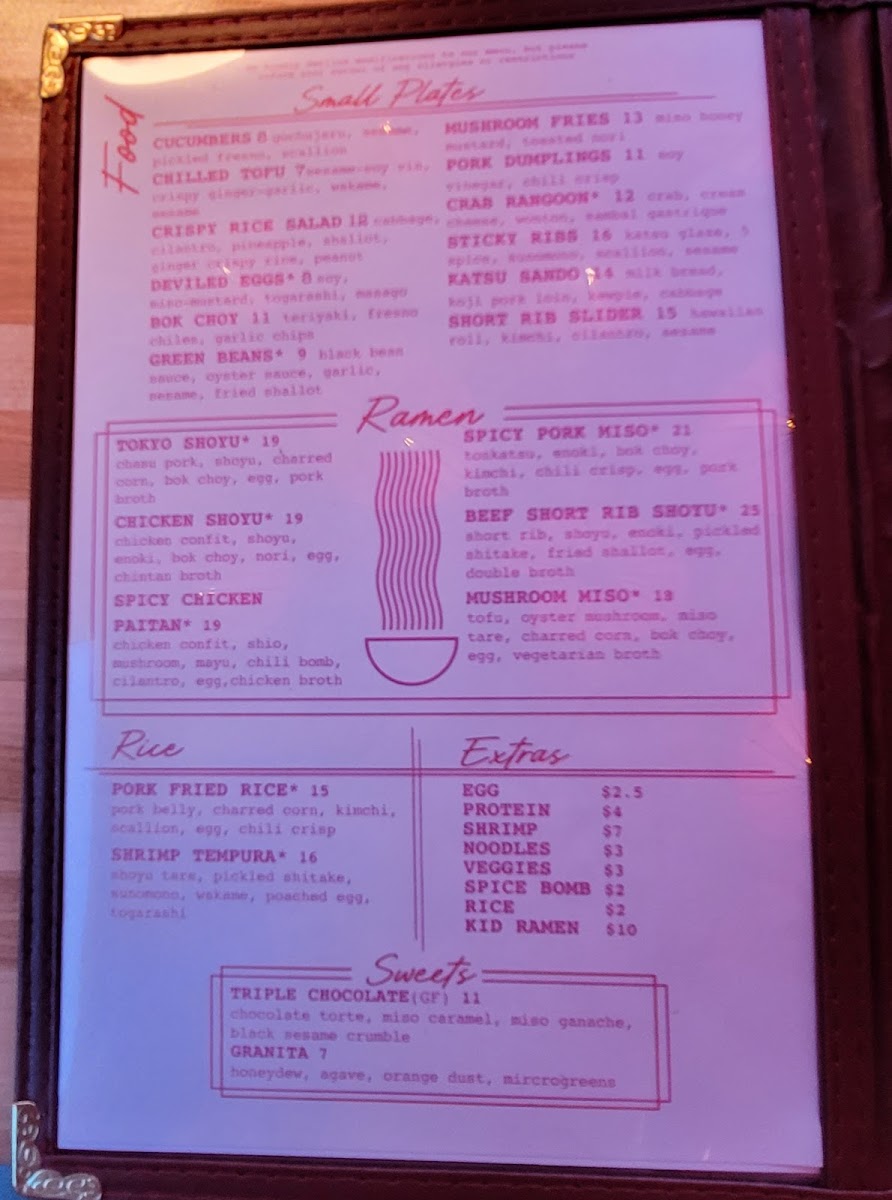 Food
Small Plates
CUCUMBERS 8 gochujaru, sesame,
pickled fresno, scallion
CHILLED TOFU 7 sesame-soy vin,
crispy ginger-garlic, wakame,
sesame
CRISPY RICE SALAD 12 cabbage,
cilantro, pineapple, shallot,
ginger crispy rice, peanut
DEVILED EGGS* 8 soy,
miso-mustard, togarashi, masago
BOK CHOY 11 teriyaki, fresno
chiles, garlic chips
GREEN BEANS* 9 black bean
sauce, oyster sauce, garlic,
sesame, fried shallot
MUSHROOM FRIES 13 miso honey
mustard, toasted nori
PORK DUMPLINGS 11 soy
vinegar, chili crisp
CRAB RANGOON* 12 crab, cream
cheese, wonton, sambal gastrique
STICKY RIBS 16 katsu glaze, 5
spice, sunomono, scallion, sesame
KATSU SANDO 14 milk bread,
koji pork loin, kewpie, cabbage
SHORT RIB SLIDER 15 hawaiian
roll, kimchi, cilantro, sesame
Ramen
TOKYO SHOYU* 19
chasu pork, shoyu, charred
corn, bok choy, egg, pork
broth
CHICKEN SHOYU* 19
chicken confit, shoyu,
enoki, bok choy, nori, egg,
chintan broth
SPICY CHICKEN
PAITAN* 19
chicken confit, shio,
mushroom, mayu, chili bomb,
cilantro, egg,chicken broth
SPICY PORK MISO* 21
tonkatsu, enoki, bok choy,
kimchi, chili crisp, egg, pork
broth
BEEF SHORT RIB SHOYU* 25
short rib, shoyu, enoki, pickled
shitake, fried shallot, egg,
double broth
MUSHROOM MISO* 18
tofu, oyster mushroom, miso
tare, charred corn, bok choy,
egg, vegetarian broth
Rice
PORK FRIED RICE* 15
pork belly, charred corn, kimchi,
scallion, egg, chili crisp
SHRIMP TEMPURA* 16
shoyu tare, pickled shitake,
sunomono, wakame, poached egg,
togarashi
Extras
EGG $2.5
PROTEIN $4
SHRIMP $7
NOODLES $3
VEGGIES $3
SPICE BOMB $2
RICE $2
KID RAMEN $10
Sweets
TRIPLE CHOCOLATE(GF) 11
chocolate torte, miso caramel, miso ganache,
black sesame crumble
GRANITA 7
honeydew, agave, orange dust, mircrogreens